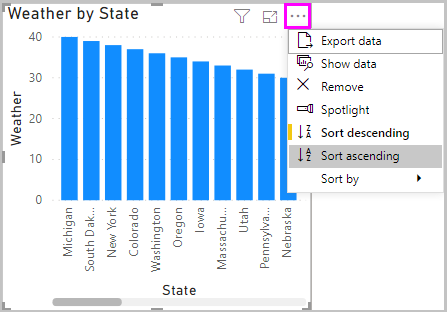 Weather by State
Export data
Show data
Remove
Spotlight
Sort descending
Sort ascending
Sort by
40
30
20
10
0
Weather
Michigan
South Dak...
New York
Colorado
Washington
Oregon
Iowa
Massachu...
Utah
Pennsylva...
Nebraska
State